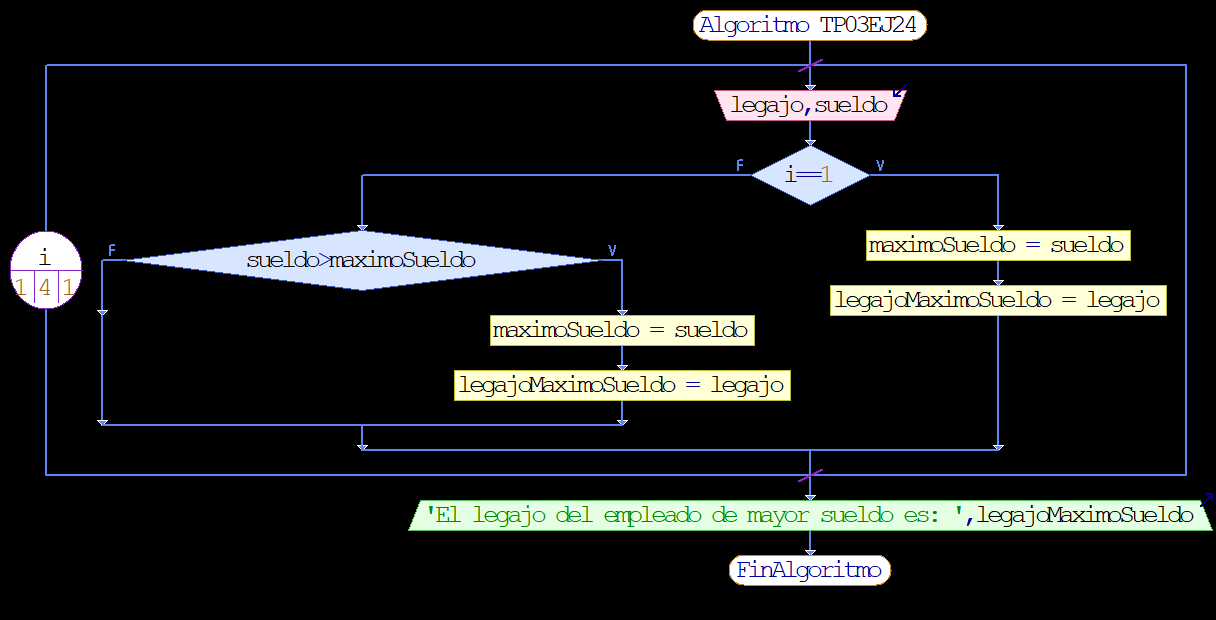 Algoritmo TP03EJ24
legajo,sueldo
i==1
F
V
sueldo>maximoSueldo
F
V
maximoSueldo = sueldo
legajoMaximoSueldo = legajo
i
1 4 1
maximoSueldo = sueldo
legajoMaximoSueldo = legajo
'El legajo del empleado de mayor sueldo es: ',legajoMaximoSueldo
FinAlgoritmo